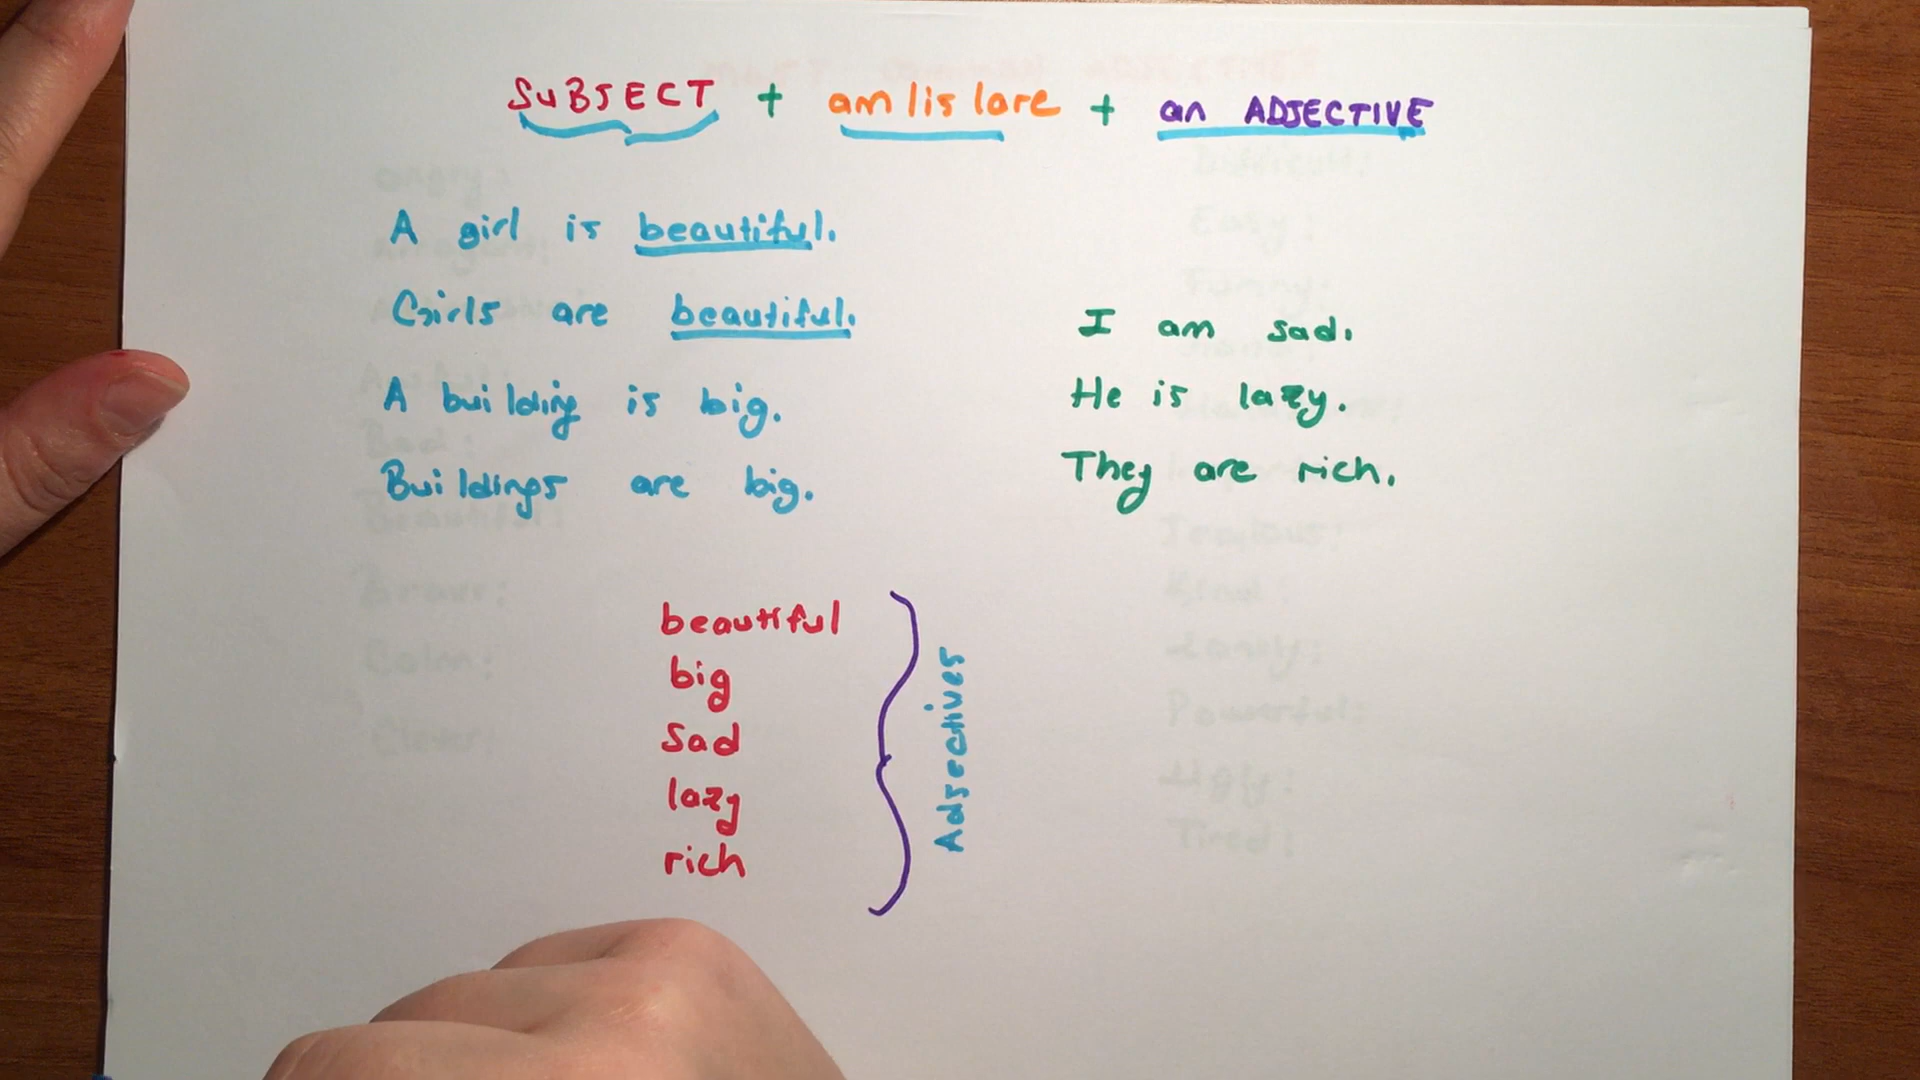 SUBJECT + am/is/are + an ADJECTIVE
A girl is beautiful.
Girls are beautiful.
A building is big.
Buildings are big.
I am sad.
He is lazy.
They are rich.
beautiful
big
sad
lazy
rich
Adjectives